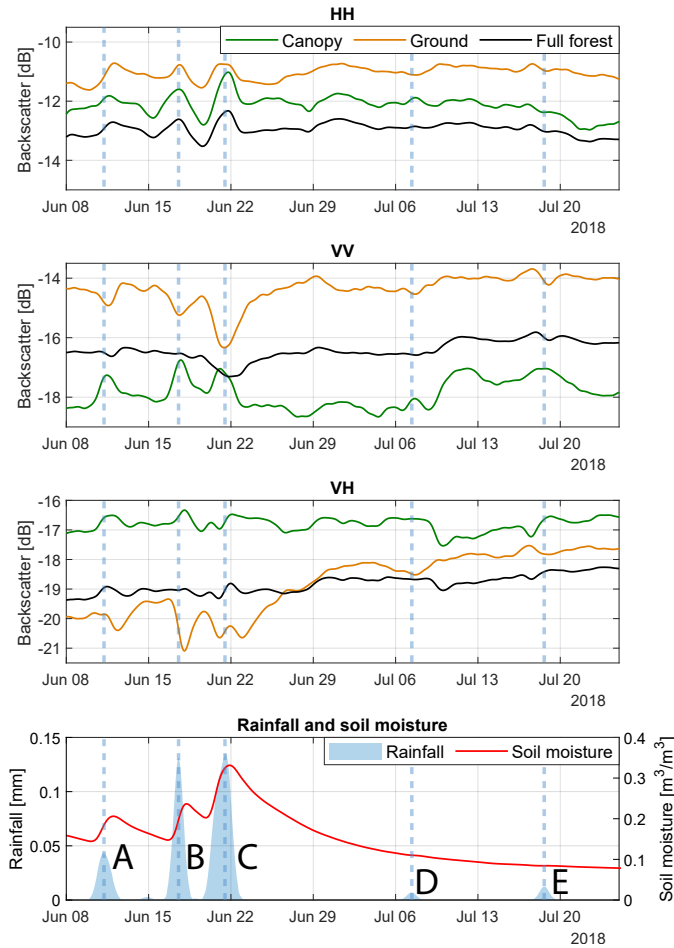 HH
Backscatter [dB]
-10
-12
-14
Canopy Ground Full forest
Jun 08 Jun 15 Jun 22 Jun 29 Jul 06 Jul 13 Jul 20
2018
VV
Backscatter [dB]
-14
-16
-18
Jun 08 Jun 15 Jun 22 Jun 29 Jul 06 Jul 13 Jul 20
2018
VH
Backscatter [dB]
-16
-17
-18
-19
-20
-21
Jun 08 Jun 15 Jun 22 Jun 29 Jul 06 Jul 13 Jul 20
2018
Rainfall and soil moisture
Rainfall [mm]
0.15
0.1
0.05
0
Rainfall Soil moisture
A B C D E
0.4
0.3
0.2
0.1
0
Soil moisture [m³/m³]
Jun 08 Jun 15 Jun 22 Jun 29 Jul 06 Jul 13 Jul 20
2018